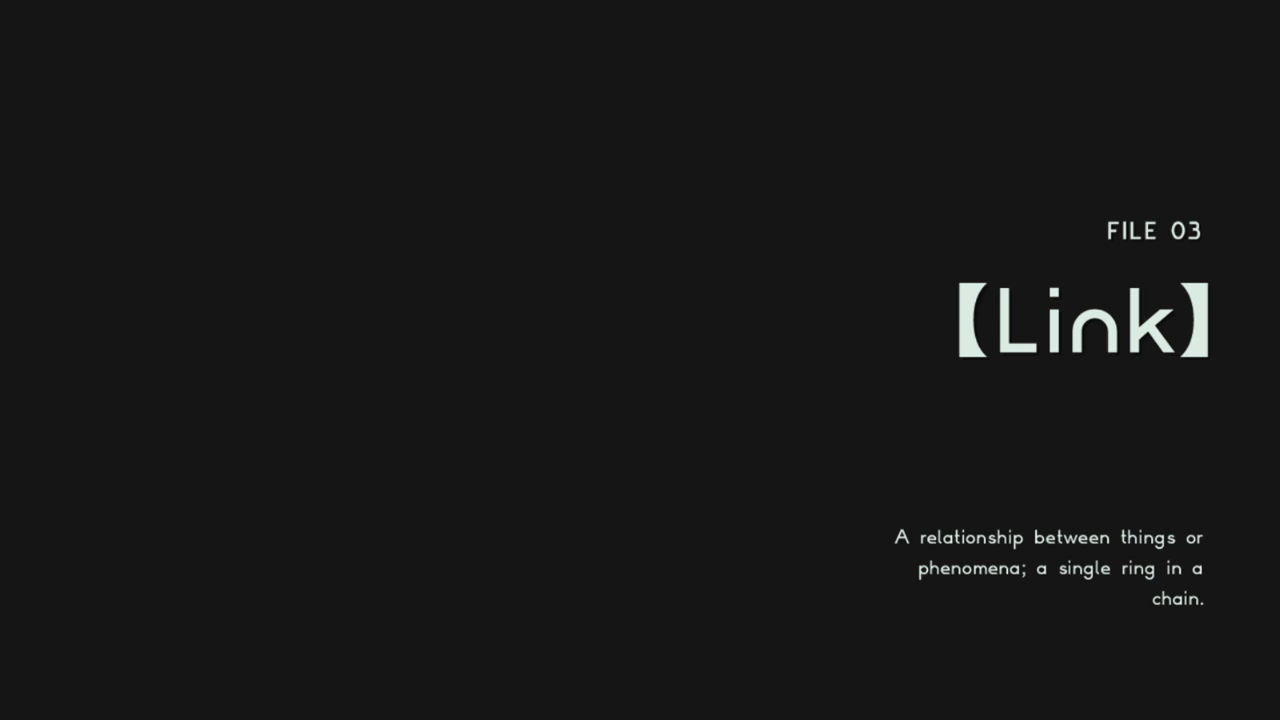 FILE 03
【Link】
A relationship between things or
phenomena; a single ring in a
chain.